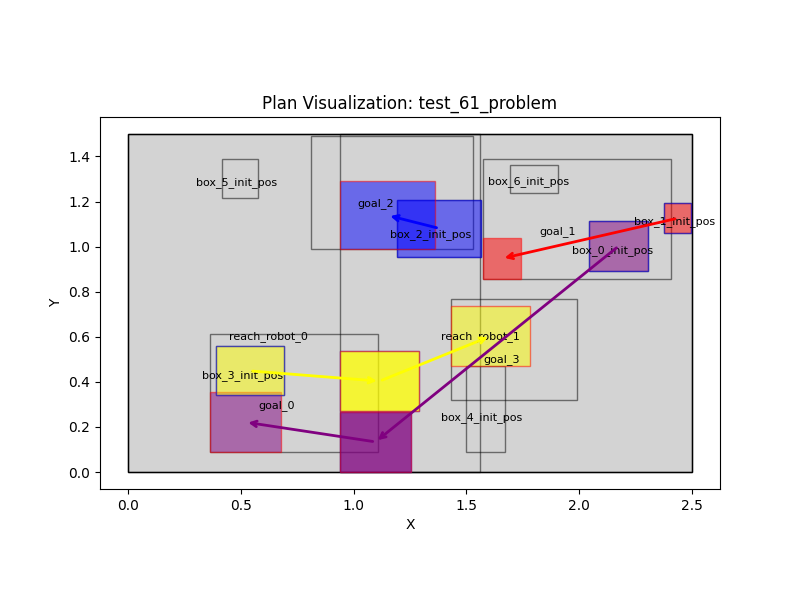 Plan Visualization: test_61_problem
1.4
1.2
1.0
0.8
0.6
0.4
0.2
0.0
Y
box_5_init_pos
box_6_init_pos
goal_2
box_1_init_pos
box_2_init_pos
goal_1
box_0_init_pos
reach_robot_0
reach_robot_1
goal_3
box_3_init_pos
goal_0
box_4_init_pos
0.0
0.5
1.0
1.5
2.0
2.5
X